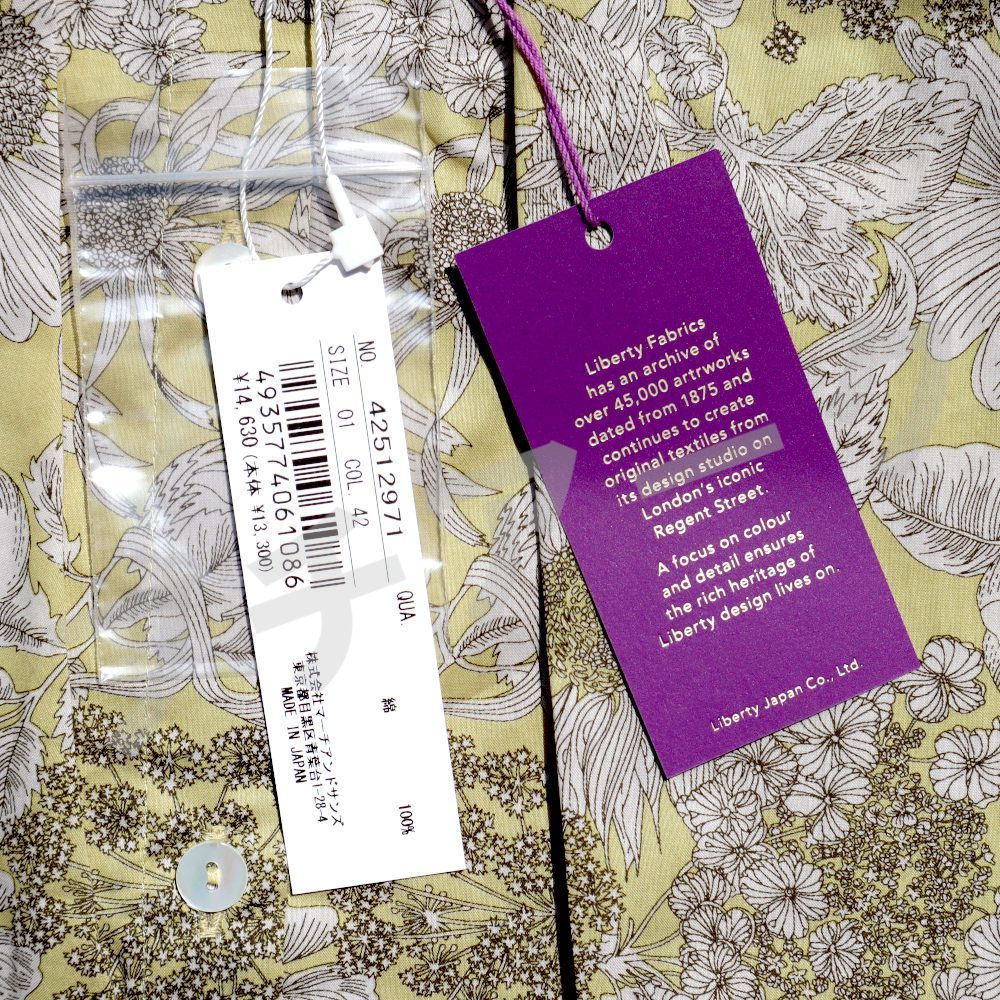 NO. 42512971 QUA. 綿 100%
SIZE 01 COL. 42
4935774061086
¥14,630(本体 ¥13,300)
株式会社マーチアンドサンズ
東京都目黒区青葉台1-28-4
MADE IN JAPAN
Liberty Fabrics
has an archive of
over 45,000 artrworks
dated from 1875 and
continues to create
original textiles from
its design studio on
London's iconic
Regent Street.
A focus on colour
and detail ensures
the rich heritage of
Liberty design lives on.
Liberty Japan Co., Ltd.